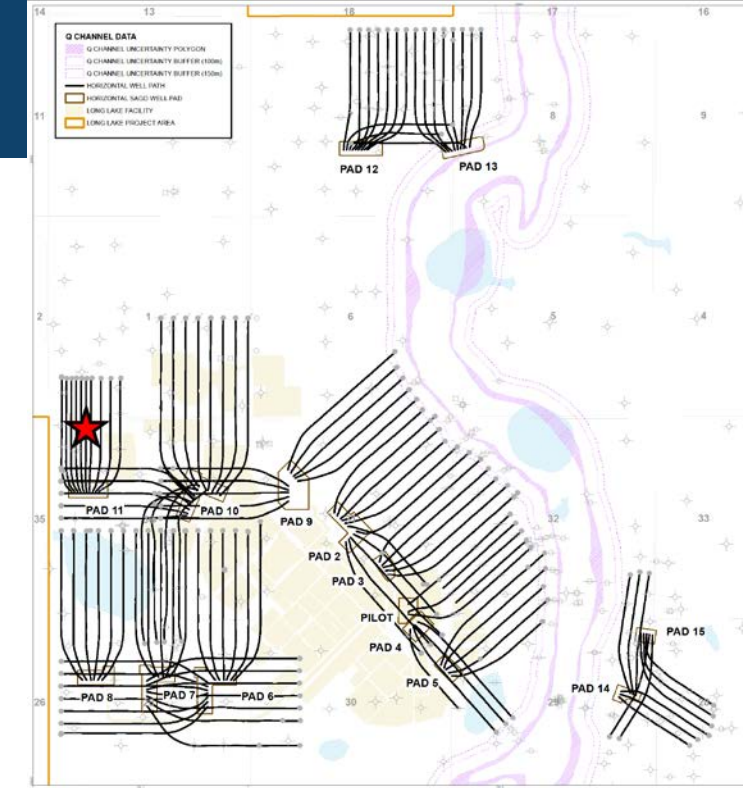 14 13 18 16
Q CHANNEL DATA
Q CHANNEL UNCERTAINTY POLYGON
Q CHANNEL UNCERTAINTY BUFFER (100m)
Q CHANNEL UNCERTAINTY BUFFER (150m)
HORIZONTAL WELL PATH
HORIZONTAL SAGD WELL PAD
LONG LAKE FACILITY
LONG LAKE PROJECT AREA
11 8 9
PAD 12 PAD 13
2 1 6 5 4
PAD 11 PAD 10
PAD 9
35 32 33
PAD 2
PAD 3
PILOT
PAD 4
PAD 15
PAD 5
PAD 14
PAD 8 PAD 7 PAD 6
26 30 29